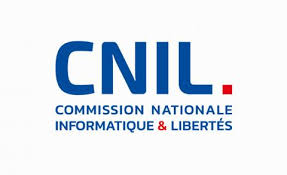 CNIL.
COMMISSION NATIONALE
INFORMATIQUE & LIBERTÉS